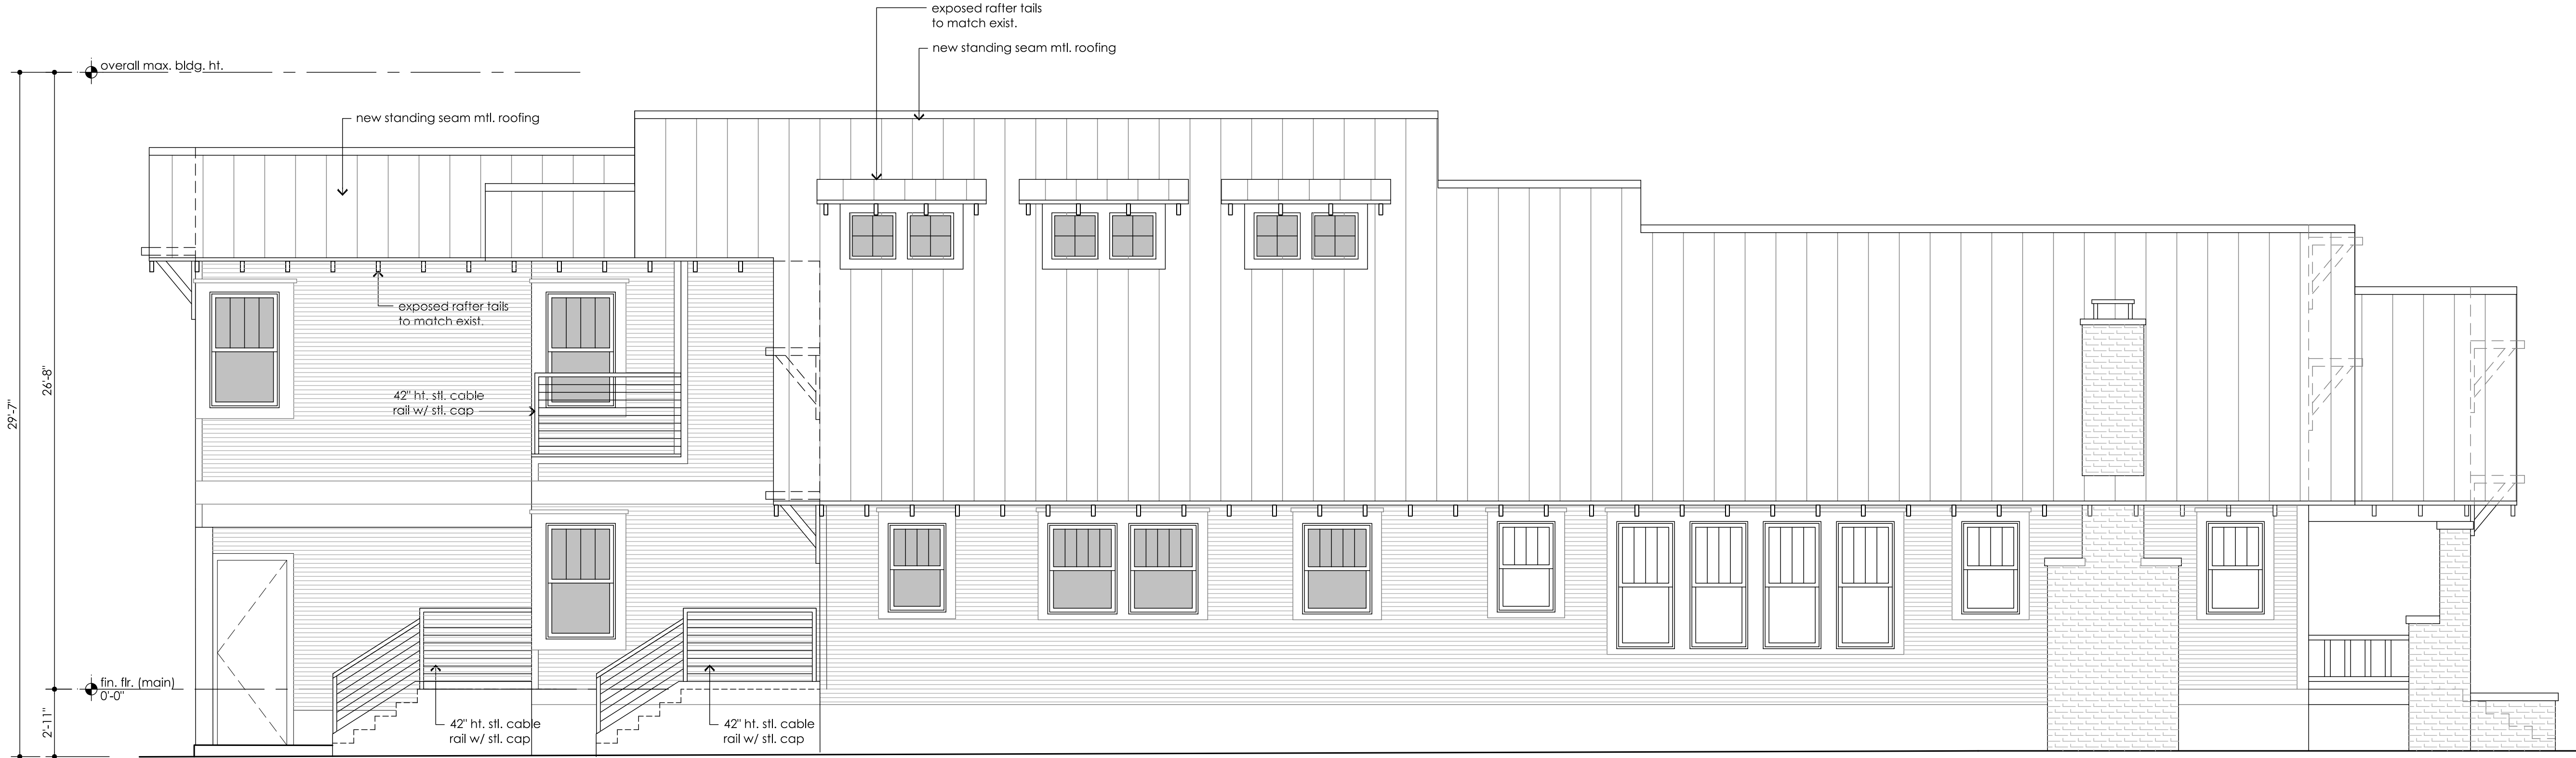 exposed rafter tails
to match exist.
new standing seam mtl. roofing
overall max. bldg. ht.
new standing seam mtl. roofing
exposed rafter tails
to match exist.
26'-8"
29'-7"
42" ht. stl. cable
rail w/ stl. cap
fin. flr. (main)
0'-0"
2'-11"
42" ht. stl. cable
rail w/ stl. cap
42" ht. stl. cable
rail w/ stl. cap